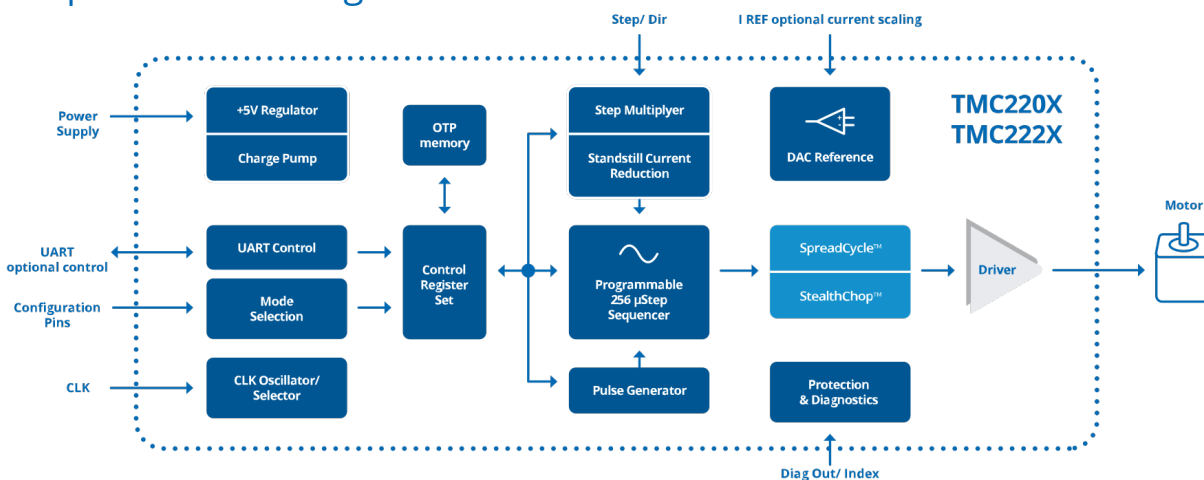 Step/ Dir
I REF optional current scaling
TMC220X
TMC222X
Power
Supply
+5V Regulator
Charge Pump
OTP
memory
Step Multiplyer
Standstill Current
Reduction
DAC Reference
Motor
UART
optional control
UART Control
Configuration
Pins
Mode
Selection
Control
Register
Set
Programmable
256 µStep
Sequencer
SpreadCycle™
StealthChop™
Driver
CLK
CLK Oscillator/
Selector
Pulse Generator
Protection
& Diagnostics
Diag Out/ Index